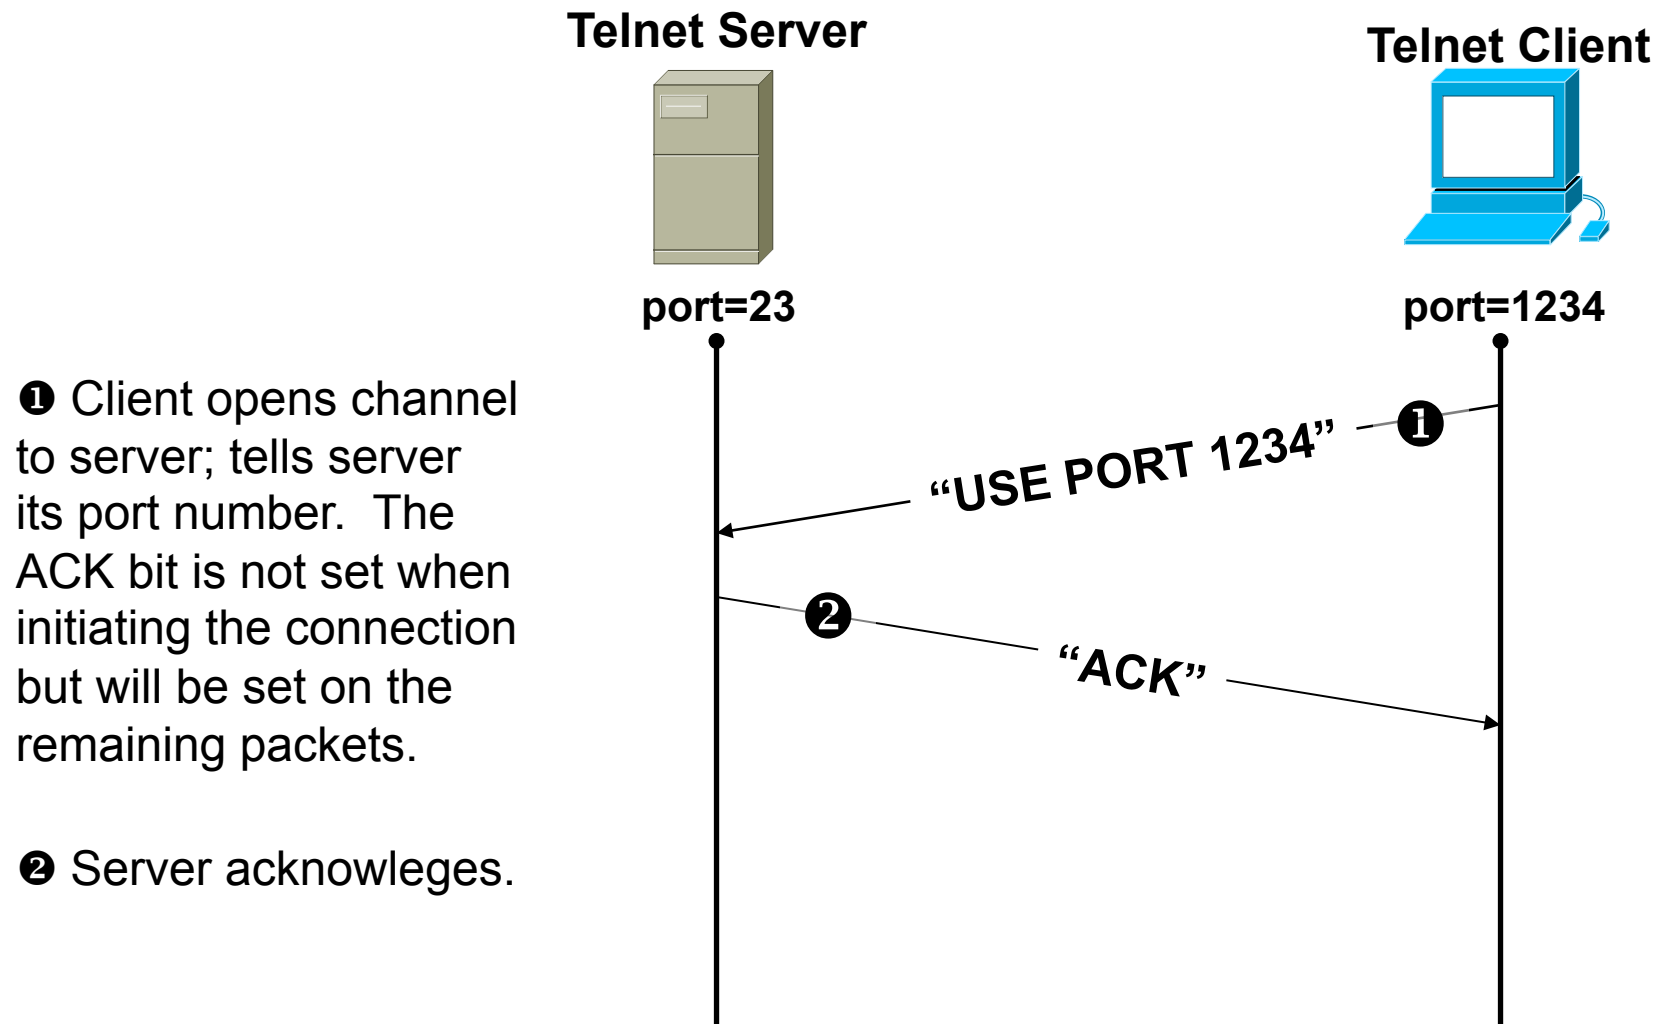 Telnet Server
Telnet Client
port=23
port=1234
❶ Client opens channel
to server; tells server
its port number.  The
ACK bit is not set when
initiating the connection
but will be set on the
remaining packets.
❷ Server acknowleges.
“USE PORT 1234”
❶
❷
“ACK”